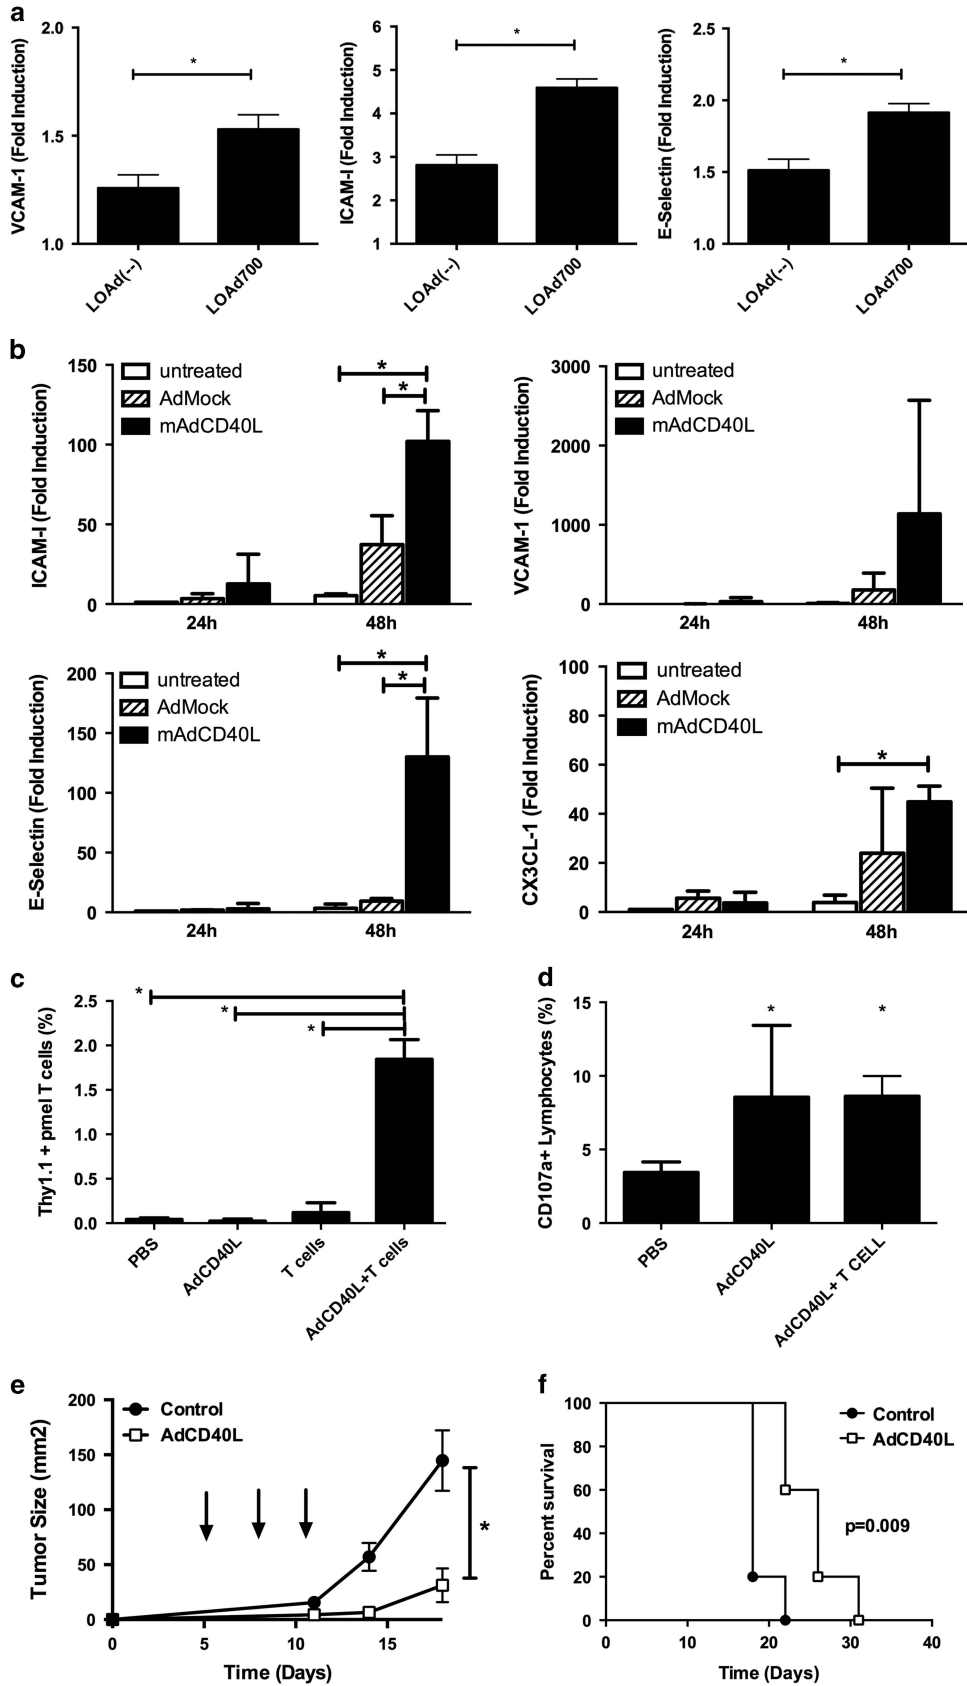 a
VCAM-1 (Fold Induction)
2.0
1.5
1.0
*
LOAd(--)
LOAd700
ICAM-I (Fold Induction)
6
5
4
3
2
1
*
LOAd(--)
LOAd700
E-Selectin (Fold Induction)
2.5
2.0
1.5
1.0
*
LOAd(--)
LOAd700
b
ICAM-I (Fold Induction)
150
100
50
0
untreated
AdMock
mAdCD40L
*
*
24h
48h
VCAM-1 (Fold Induction)
3000
2000
1000
0
untreated
AdMock
mAdCD40L
24h
48h
E-Selectin (Fold Induction)
200
150
100
50
0
untreated
AdMock
mAdCD40L
*
*
24h
48h
CX3CL-1 (Fold Induction)
100
80
60
40
20
0
untreated
AdMock
mAdCD40L
*
24h
48h
c
Thy1.1 + pmel T cells (%)
2.5
2.0
1.5
1.0
0.5
0.0
*
*
*
PBS
AdCD40L
T cells
AdCD40L+T cells
d
CD107a+ Lymphocytes (%)
15
10
5
0
*
*
PBS
AdCD40L
AdCD40L+ T CELL
e
Tumor Size (mm2)
200
150
100
50
0
Control
AdCD40L
*
0
5
10
15
Time (Days)
f
Percent survival
100
80
60
40
20
0
Control
AdCD40L
p=0.009
0
10
20
30
40
Time (Days)